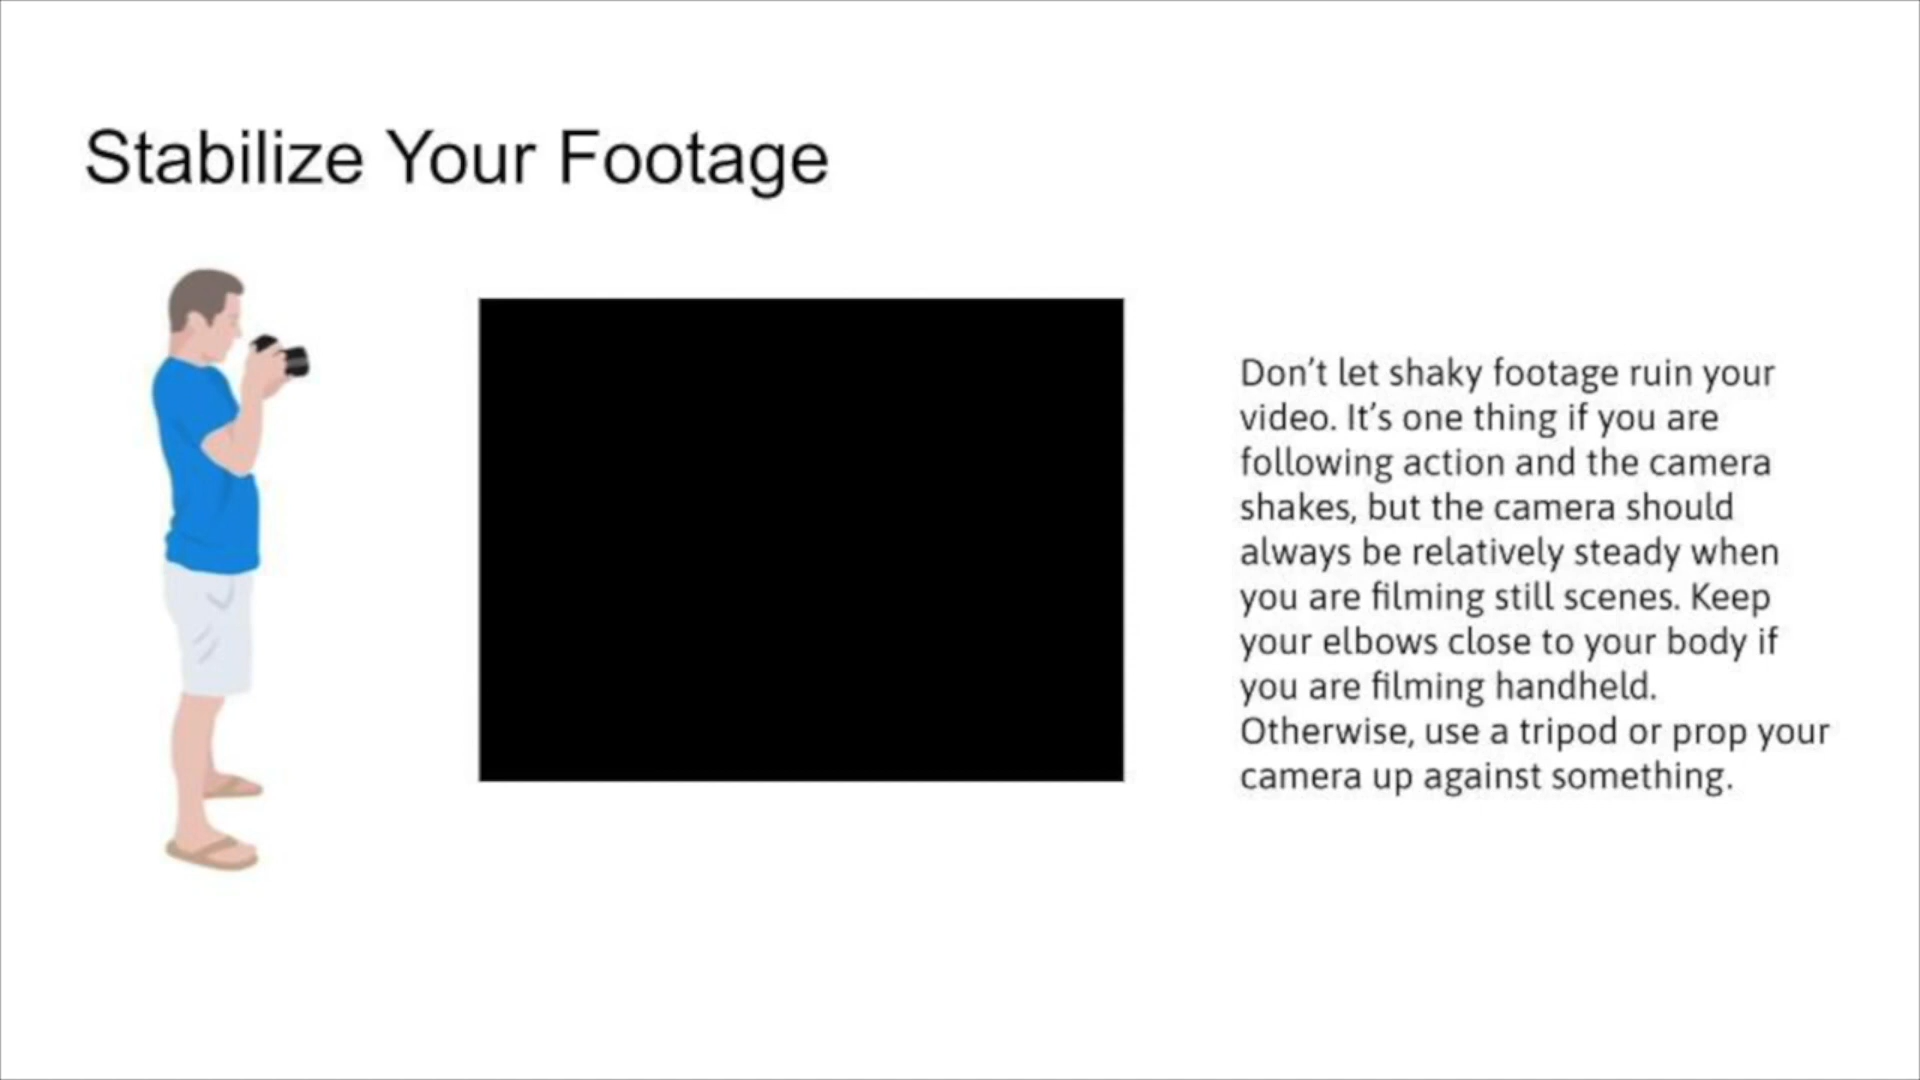 Stabilize Your Footage
Don’t let shaky footage ruin your
video. It’s one thing if you are
following action and the camera
shakes, but the camera should
always be relatively steady when
you are filming still scenes. Keep
your elbows close to your body if
you are filming handheld.
Otherwise, use a tripod or prop your
camera up against something.